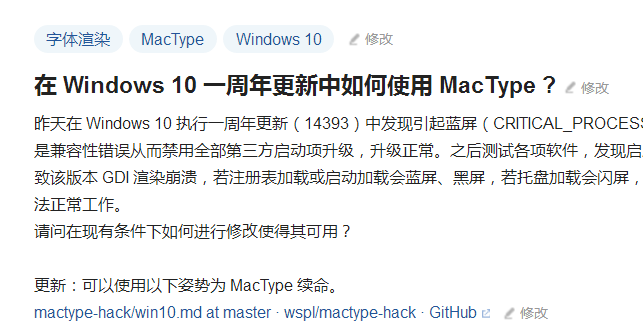 字体渲染 MacType Windows 10 修改
在 Windows 10 一周年更新中如何使用 MacType ? 修改
昨天在 Windows 10 执行一周年更新（14393）中发现引起蓝屏（CRITICAL_PROCESS
是兼容性错误从而禁用全部第三方启动项升级，升级正常。之后测试各项软件，发现启
致该版本 GDI 渲染崩溃，若注册表加载或启动加载会蓝屏、黑屏，若托盘加载会闪屏，
法正常工作。
请问在现有条件下如何进行修改使得其可用？
更新：可以使用以下姿势为 MacType 续命。
mactype-hack/win10.md at master · wspl/mactype-hack · GitHub 修改